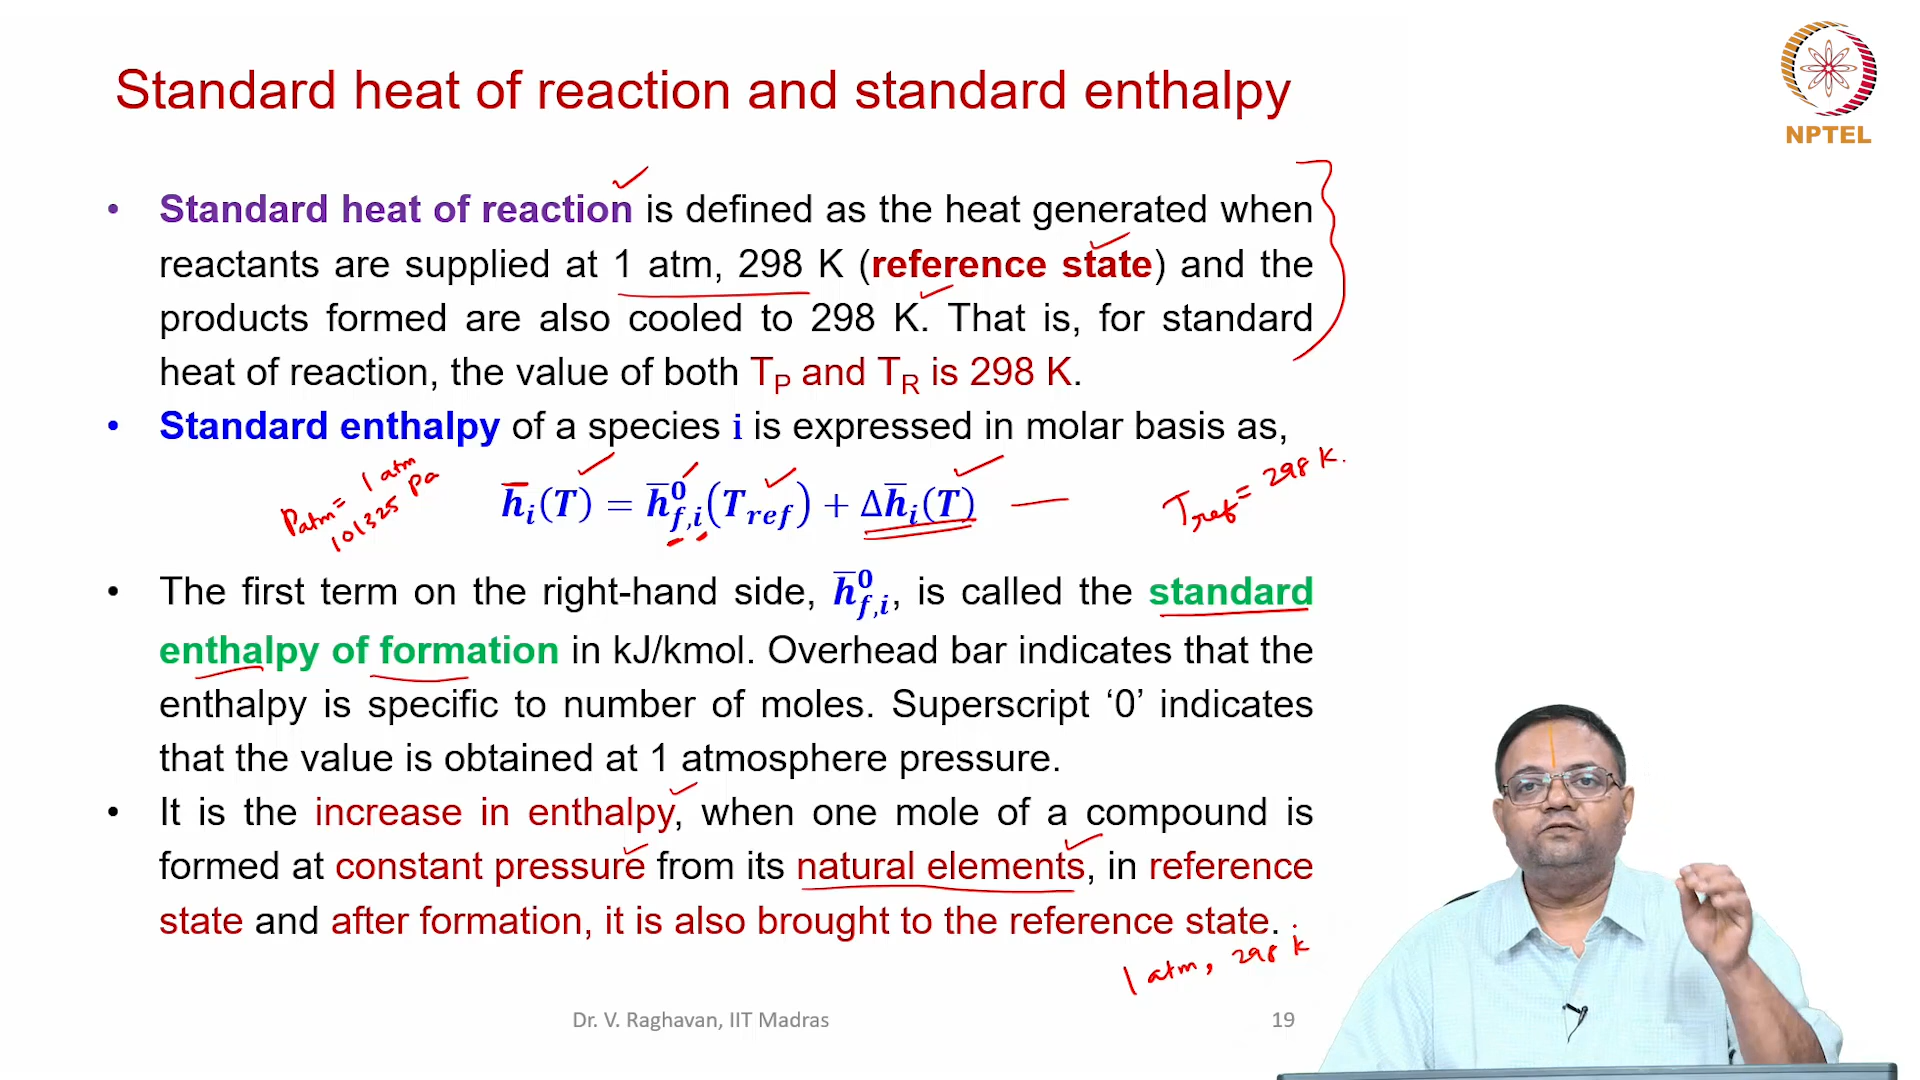 Standard heat of reaction and standard enthalpy
NPTEL
• Standard heat of reaction is defined as the heat generated when
reactants are supplied at 1 atm, 298 K (reference state) and the
products formed are also cooled to 298 K. That is, for standard
heat of reaction, the value of both T_P and T_R is 298 K.
• Standard enthalpy of a species i is expressed in molar basis as,
Patm = 1 atm
101325 Pa
h̅_i(T) = h̅⁰_f,i(T_ref) + Δh̅_i(T)
Tref = 298 K.
• The first term on the right-hand side, h̅⁰_f,i, is called the standard
enthalpy of formation in kJ/kmol. Overhead bar indicates that the
enthalpy is specific to number of moles. Superscript ‘0’ indicates
that the value is obtained at 1 atmosphere pressure.
• It is the increase in enthalpy, when one mole of a compound is
formed at constant pressure from its natural elements, in reference
state and after formation, it is also brought to the reference state.
1 atm, 298 K
Dr. V. Raghavan, IIT Madras
19